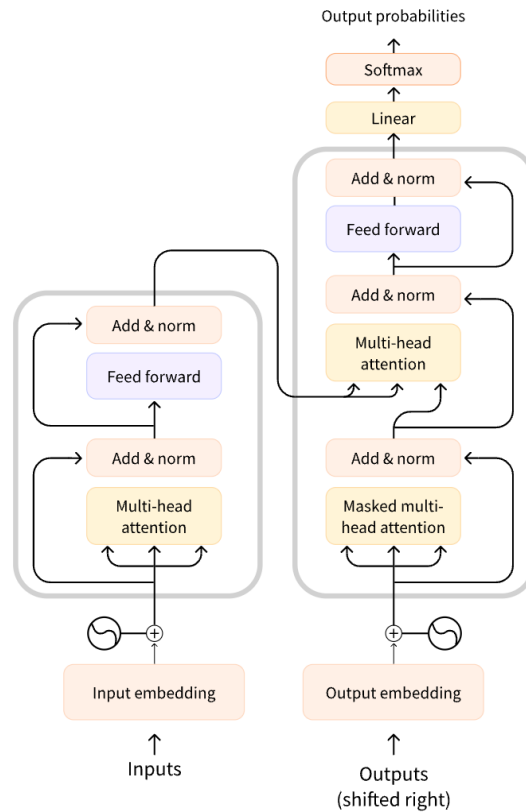 Output probabilities
Softmax
Linear
Add & norm
Feed forward
Add & norm
Multi-head
attention
Add & norm
Masked multi-
head attention
Output embedding
Outputs
(shifted right)
Add & norm
Feed forward
Add & norm
Multi-head
attention
Input embedding
Inputs